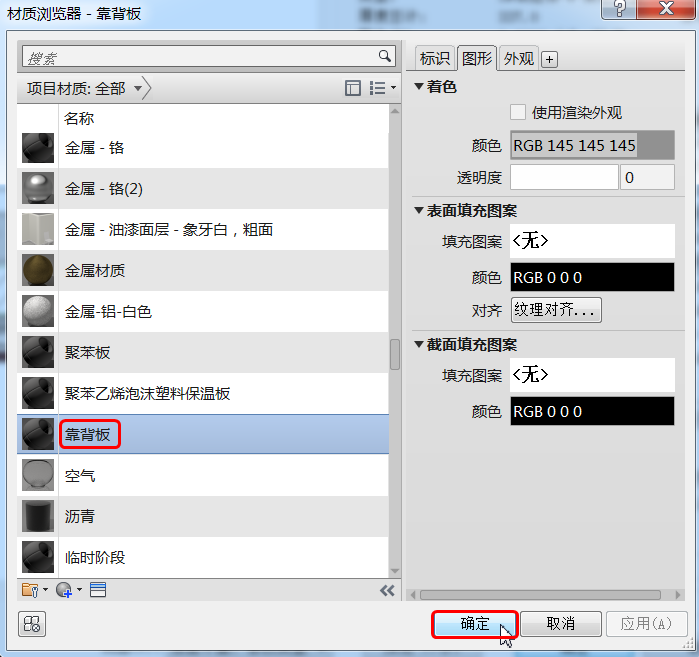 材质浏览器 - 靠背板
搜索
项目材质: 全部
名称
金属 - 铬
金属 - 铬(2)
金属 - 油漆面层 - 象牙白，粗面
金属材质
金属-铝-白色
聚苯板
聚苯乙烯泡沫塑料保温板
靠背板
空气
沥青
临时阶段
标识 图形 外观 +
着色
使用渲染外观
颜色 RGB 145 145 145
透明度 0
表面填充图案
填充图案 <无>
颜色 RGB 0 0 0
对齐 纹理对齐...
截面填充图案
填充图案 <无>
颜色 RGB 0 0 0
确定 取消 应用(A)